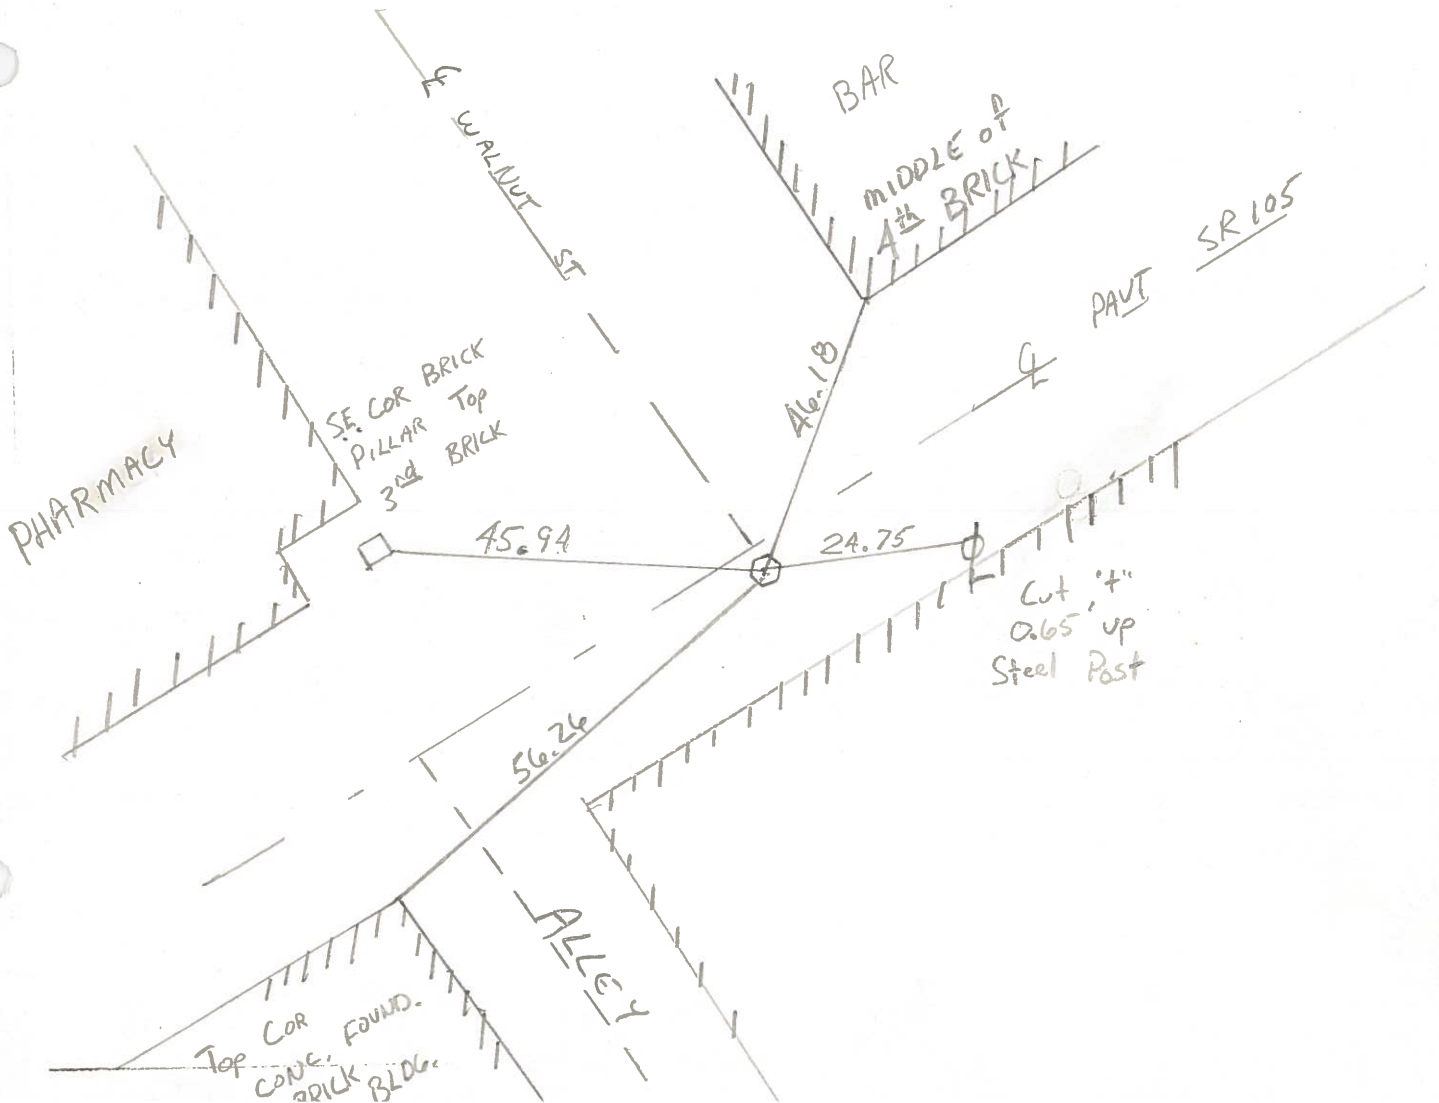 BAR
℄ WALNUT ST
MIDDLE OF
4th BRICK
SR 105
PAVT
℄
46.18
S.E. COR BRICK
PILLAR TOP
3nd BRICK
PHARMACY
45.94
24.75
Cut "+"
0.65' up
Steel Post
56.26
ALLEY
Top COR
CONC. FOUND.
BRICK BLDG.